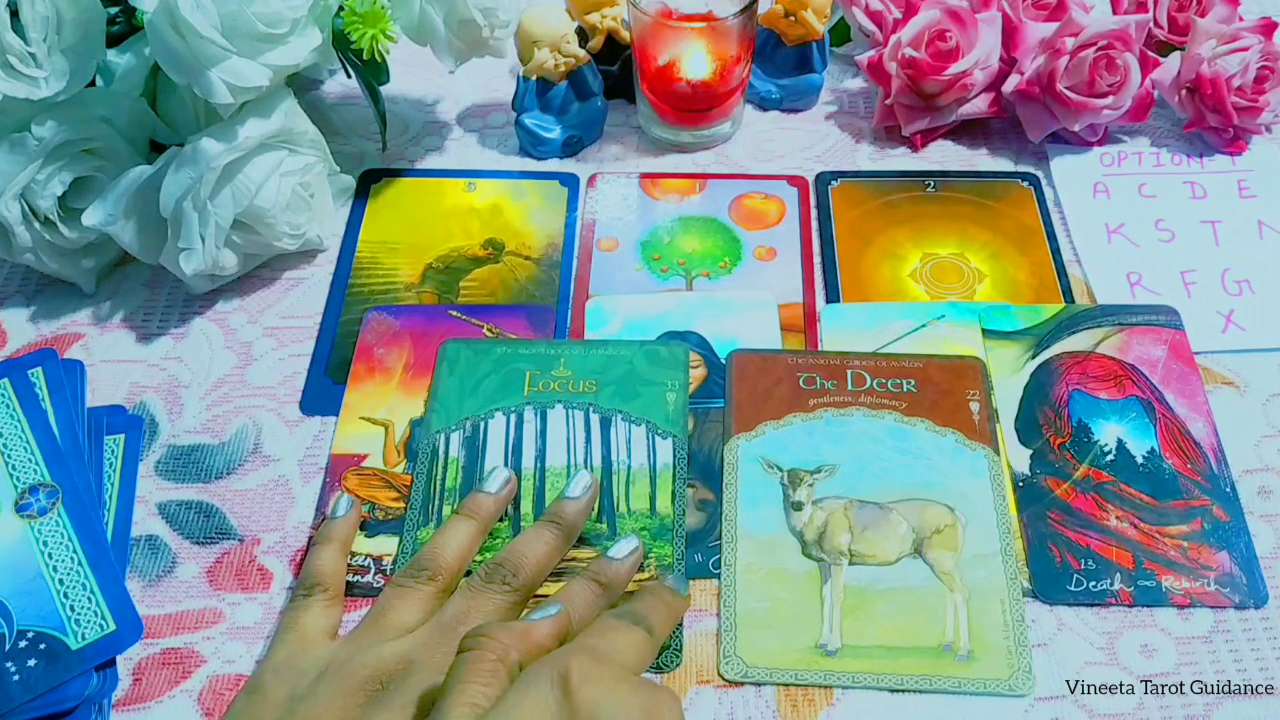 OPTION-1
A C D E
K S T N
R F G
X
5
1
2
Focus
33
THE ANIMAL GUIDES OF AVALON
The Deer
gentleness, diplomacy
22
13.
Death ∞ Rebirth
Vineeta Tarot Guidance